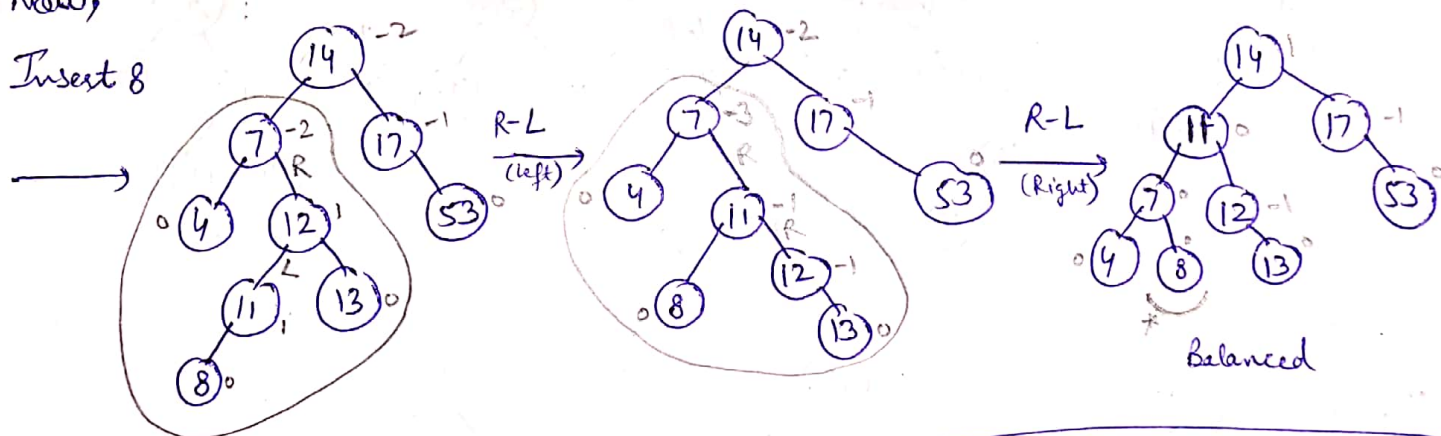 Now,
Insert 8
14 -2
7 -2
17 -1
R
0 4
12 1
53 0
L
11 1
13 0
8 0
R-L
(left)
14 -2
7 -3
17 -1
R
0 4
11 -1
53 0
R
0 8
12 -1
13 0
R-L
(Right)
14 1
11 0
17 -1
7 0
12 -1
53 0
0 4
8 0
13 0
*
Balanced